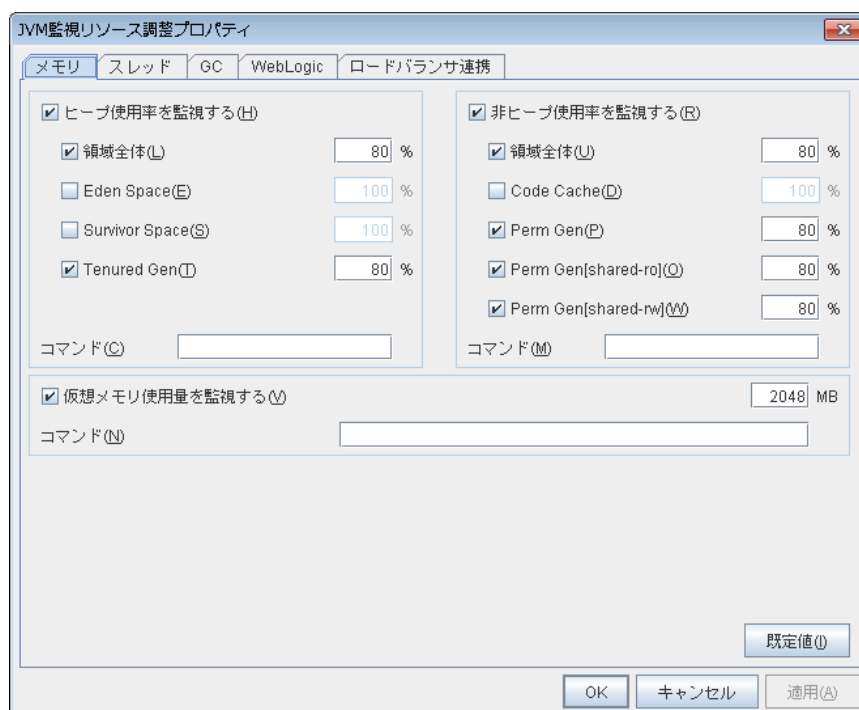 JVM監視リソース調整プロパティ
メモリ スレッド GC WebLogic ロードバランサ連携
ヒープ使用率を監視する(H)
領域全体(L) 80 %
Eden Space(E) 100 %
Survivor Space(S) 100 %
Tenured Gen(T) 80 %
コマンド(C)
非ヒープ使用率を監視する(R)
領域全体(U) 80 %
Code Cache(D) 100 %
Perm Gen(P) 80 %
Perm Gen[shared-ro](O) 80 %
Perm Gen[shared-rw](W) 80 %
コマンド(M)
仮想メモリ使用量を監視する(V) 2048 MB
コマンド(N)
既定値(I)
OK キャンセル 適用(A)